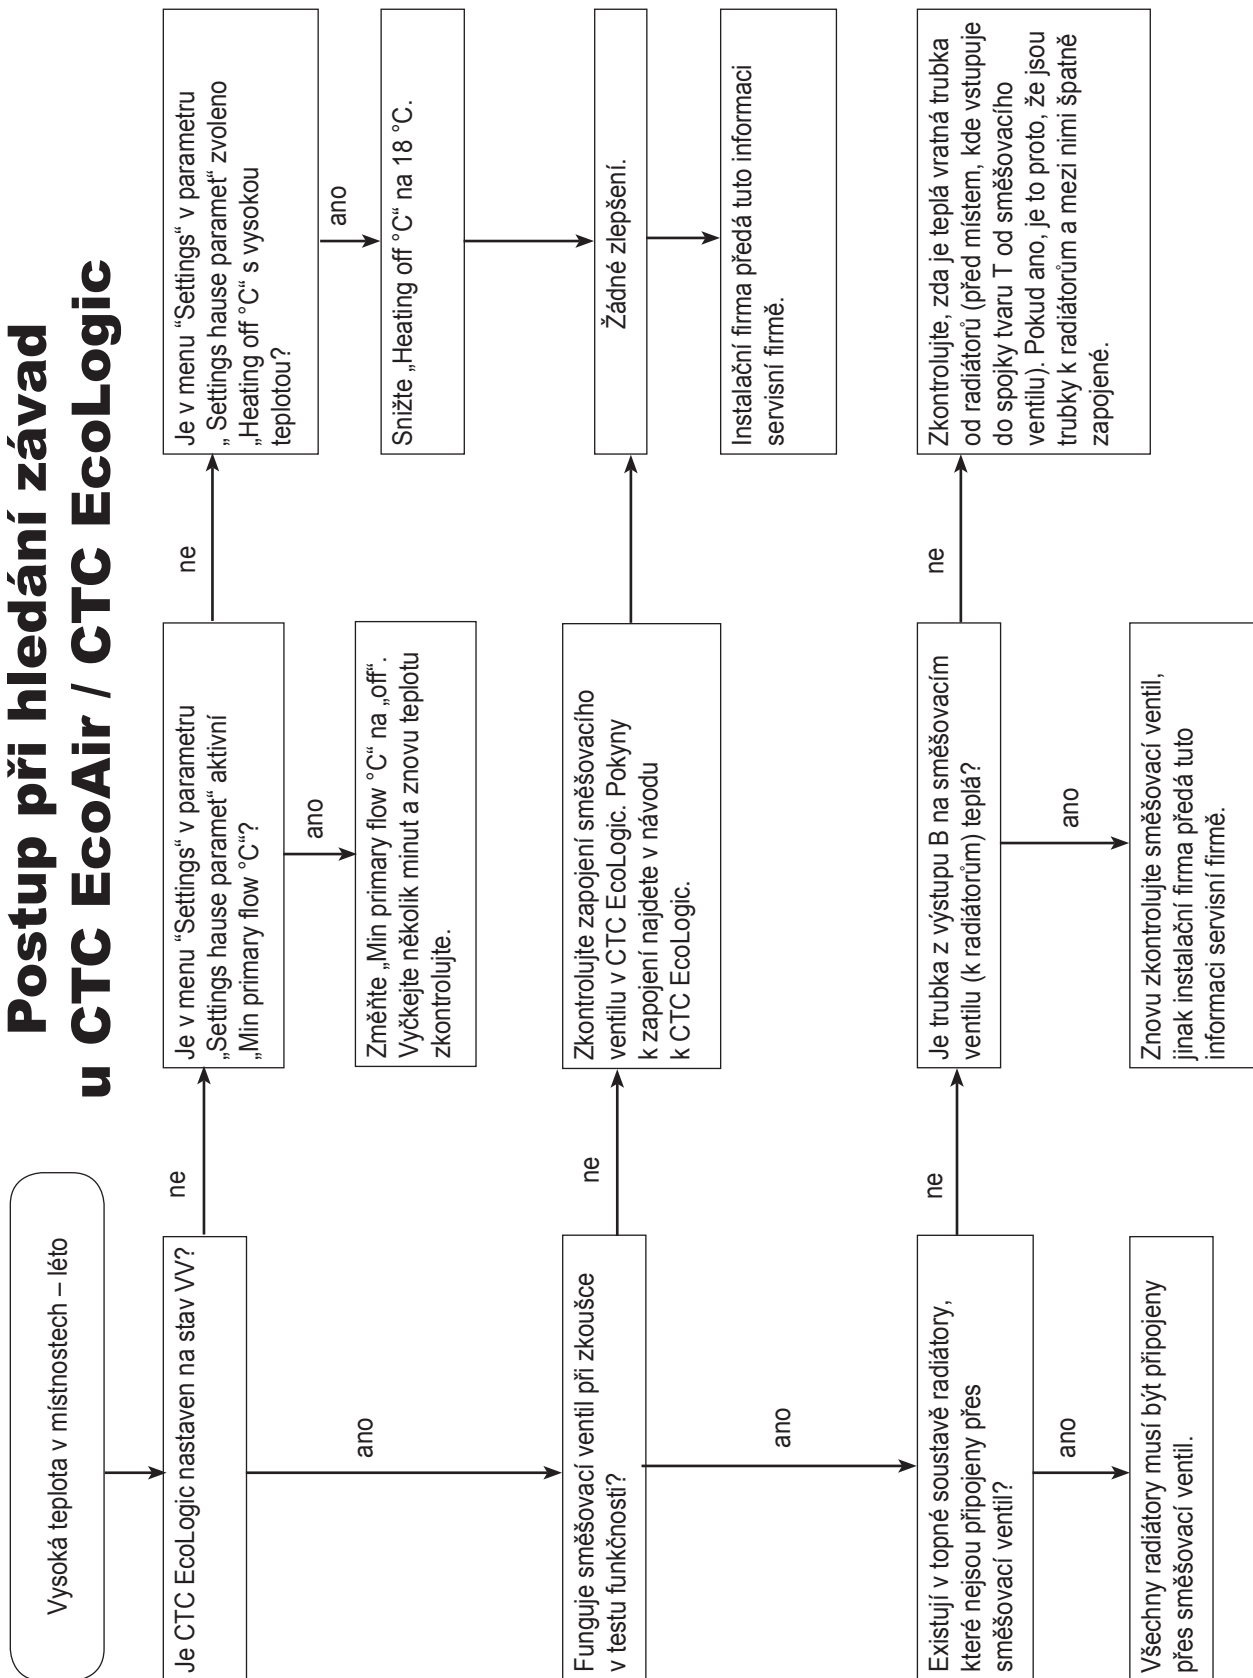 Postup při hledání závad
u CTC EcoAir / CTC EcoLogic
Vysoká teplota v místnostech – léto
Je CTC EcoLogic nastaven na stav VV?
ne
Je v menu “Settings“ v parametru
„Settings hause paramet“ aktivní
„Min primary flow °C“?
ne
Je v menu “Settings“ v parametru
„ Settings hause paramet“ zvoleno
„Heating off °C“ s vysokou
teplotou?
ano
Změňte „Min primary flow °C“ na „off“.
Vyčkejte několik minut a znovu teplotu
zkontrolujte.
ano
Snižte „Heating off °C“ na 18 °C.
ano
Funguje směšovací ventil při zkoušce
v testu funkčnosti?
ne
Zkontrolujte zapojení směšovacího
ventilu v CTC EcoLogic. Pokyny
k zapojení najdete v návodu
k CTC EcoLogic.
Žádné zlepšení.
Instalační firma předá tuto informaci
servisní firmě.
ano
Existují v topné soustavě radiátory,
které nejsou připojeny přes
směšovací ventil?
ne
Je trubka z výstupu B na směšovacím
ventilu (k radiátorům) teplá?
ne
Zkontrolujte, zda je teplá vratná trubka
od radiátorů (před místem, kde vstupuje
do spojky tvaru T od směšovacího
ventilu). Pokud ano, je to proto, že jsou
trubky k radiátorům a mezi nimi špatně
zapojené.
ano
Všechny radiátory musí být připojeny
přes směšovací ventil.
ano
Znovu zkontrolujte směšovací ventil,
jinak instalační firma předá tuto
informaci servisní firmě.